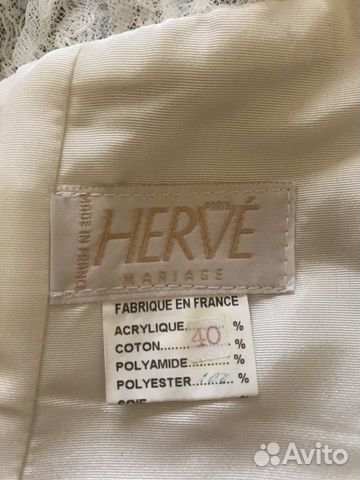 MADE IN FRANCE
PARIS
HERVÉ
MARIAGE
FABRIQUE EN FRANCE
ACRYLIQUE %
COTON..... 40 %
POLYAMIDE............ %
POLYESTER........... %
SOIE %
Avito